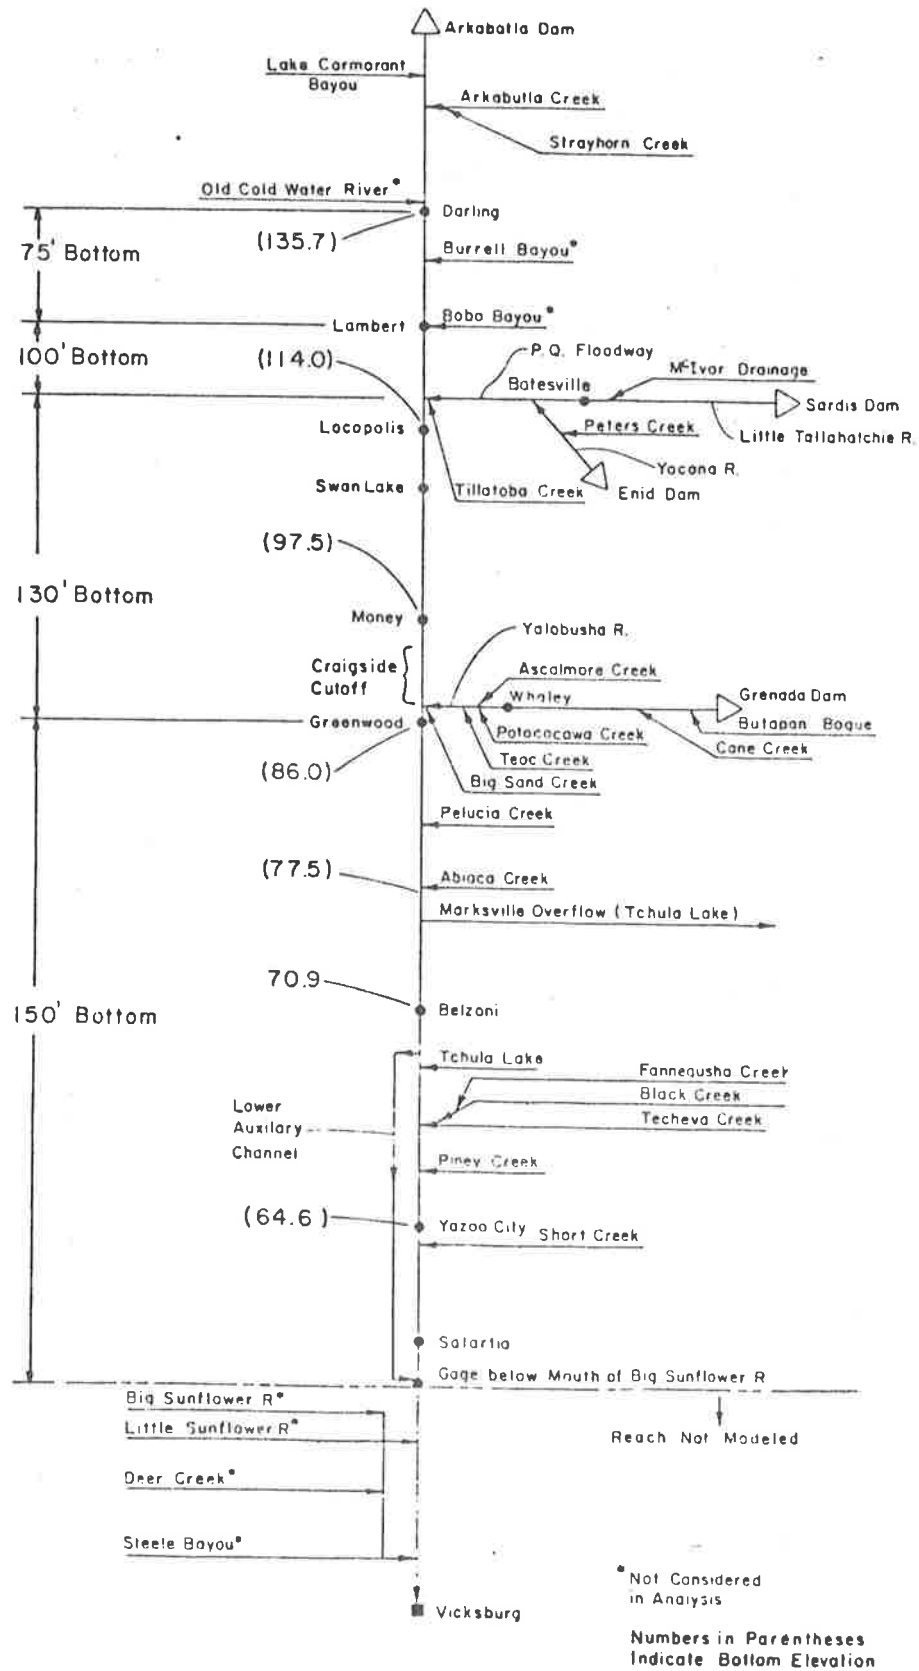 Arkabutla Dam
Lake Cormorant
Bayou
Arkabutla Creek
Strayhorn Creek
Old Cold Water River*
Darling
(135.7)
75' Bottom
Burrell Bayou*
Lambert
Bobo Bayou*
100' Bottom
(114.0)
P.Q. Floodway
Batesville
McIvor Drainage
Sardis Dam
Little Tallahatchie R.
Peters Creek
Yocona R.
Enid Dam
Locopolis
Tillatoba Creek
Swan Lake
(97.5)
130' Bottom
Money
Craigside
Cutoff
Yalobusha R.
Ascalmore Creek
Whaley
Grenada Dam
Butapan Bogue
Cane Creek
Potococawa Creek
Teoc Creek
Big Sand Creek
Greenwood
(86.0)
Pelucia Creek
(77.5)
Abiaca Creek
Marksville Overflow (Tchula Lake)
70.9
150' Bottom
Belzoni
Tchula Lake
Fannegusha Creek
Black Creek
Techeva Creek
Lower
Auxilary
Channel
Piney Creek
(64.6)
Yazoo City
Short Creek
Satartia
Gage below Mouth of Big Sunflower R
Big Sunflower R*
Little Sunflower R*
Reach Not Modeled
Deer Creek*
Steele Bayou*
Vicksburg
*Not Considered
in Analysis
Numbers in Parentheses
Indicate Bottom Elevation